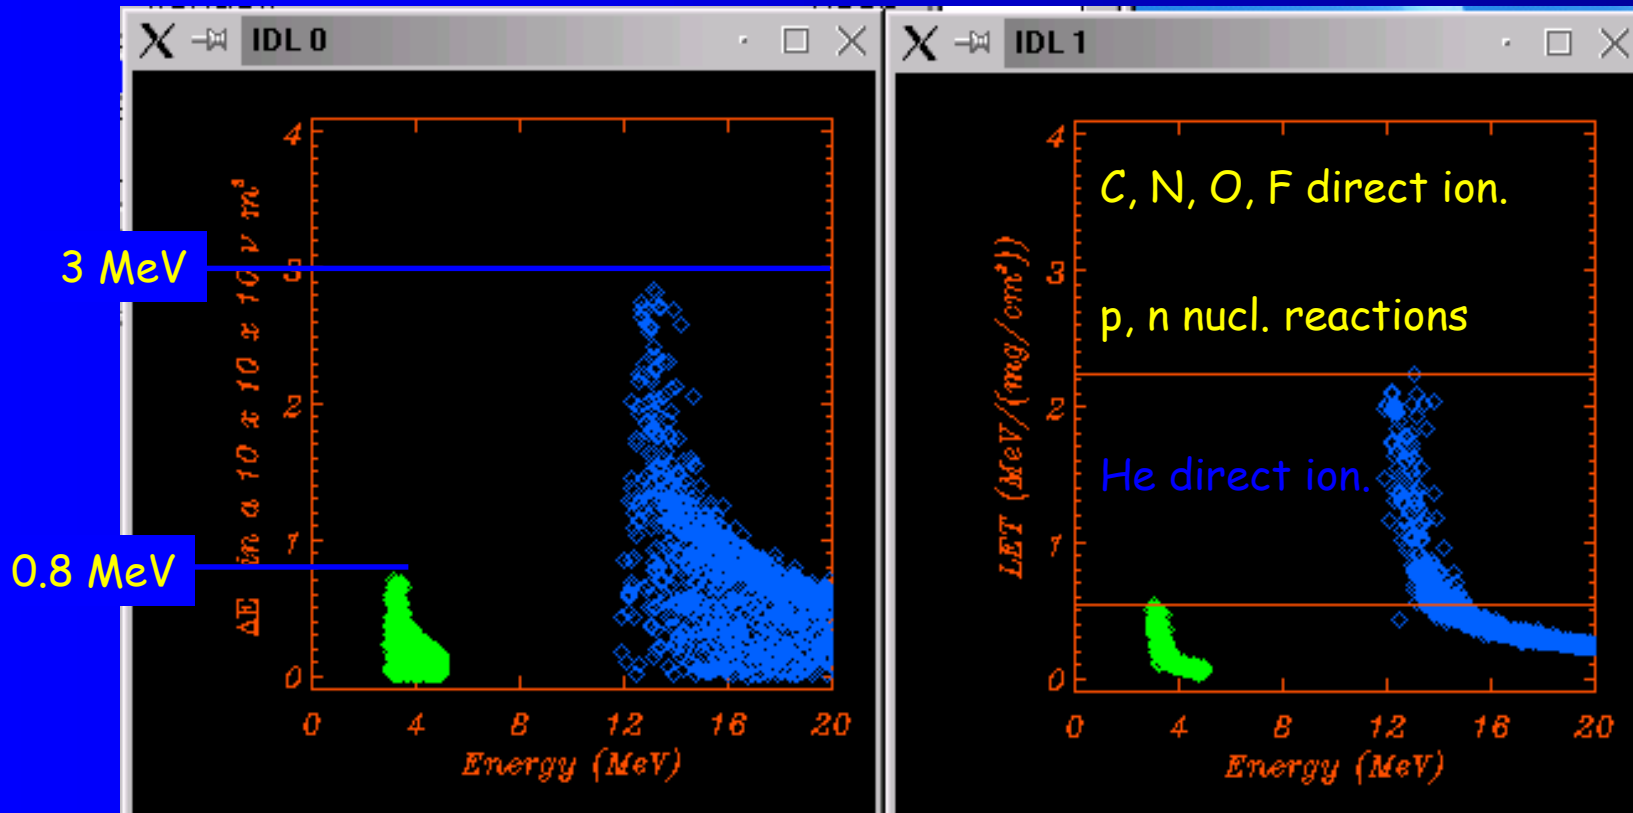 IDL 0
3 MeV
0.8 MeV
ΔE in a 10 x 10 x 10 ν m³
4
3
2
1
0
0 4 8 12 16 20
Energy (MeV)
IDL 1
LET (MeV/(mg/cm²))
4
3
2
1
0
C, N, O, F direct ion.
p, n nucl. reactions
He direct ion.
0 4 8 12 16 20
Energy (MeV)